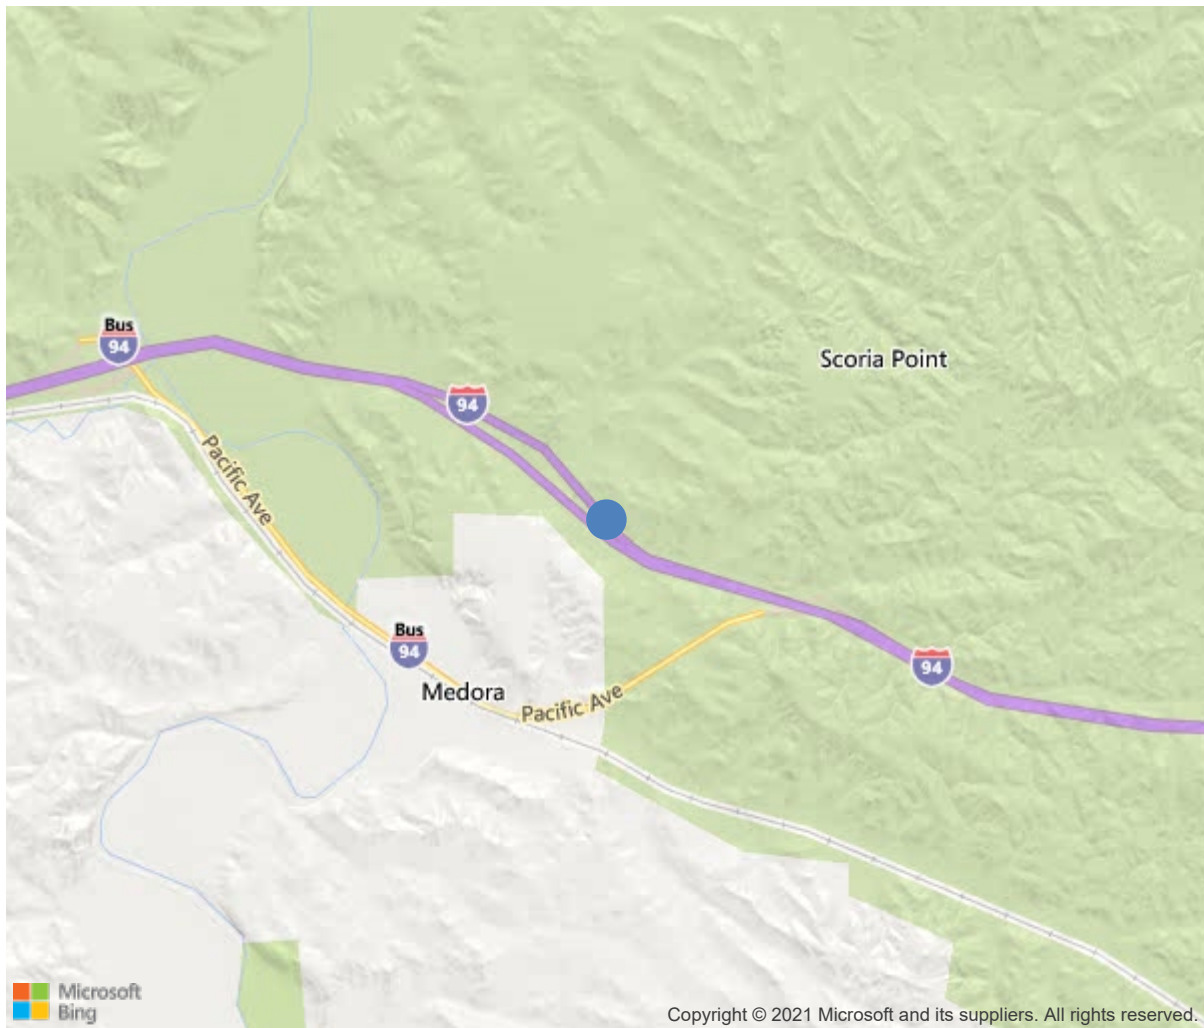 Bus
94
Scoria Point
94
Pacific Ave
Bus
94
94
Medora
Pacific Ave
Microsoft
Bing
Copyright © 2021 Microsoft and its suppliers. All rights reserved.